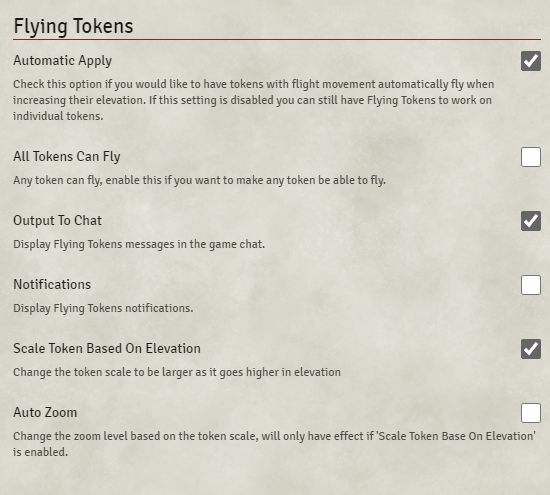 Flying Tokens
Automatic Apply
Check this option if you would like to have tokens with flight movement automatically fly when
increasing their elevation. If this setting is disabled you can still have Flying Tokens to work on
individual tokens.
All Tokens Can Fly
Any token can fly, enable this if you want to make any token be able to fly.
Output To Chat
Display Flying Tokens messages in the game chat.
Notifications
Display Flying Tokens notifications.
Scale Token Based On Elevation
Change the token scale to be larger as it goes higher in elevation
Auto Zoom
Change the zoom level based on the token scale, will only have effect if 'Scale Token Base On Elevation'
is enabled.